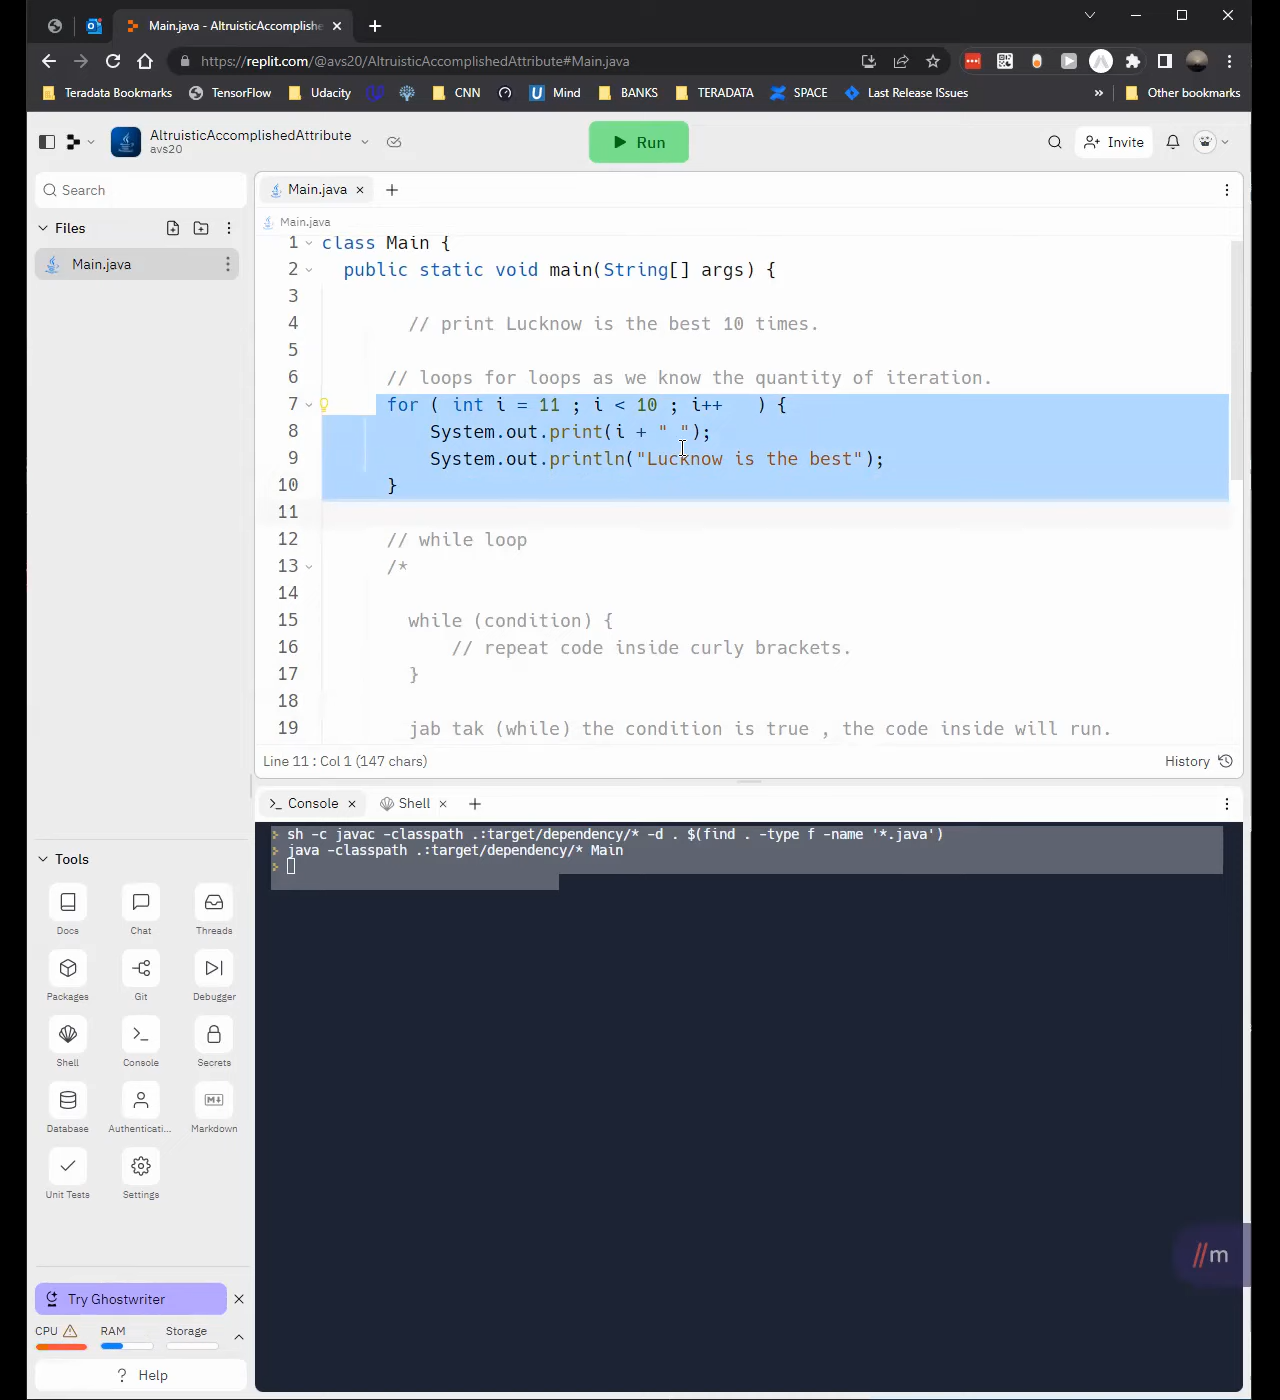 Main.java - AltruisticAccomplishe
https://replit.com/@avs20/AltruisticAccomplishedAttribute#Main.java
Teradata Bookmarks TensorFlow Udacity CNN Mind BANKS TERADATA SPACE Last Release ISsues » Other bookmarks
AltruisticAccomplishedAttribute
avs20
Run
Invite
Search
Files
Main.java
Main.java
Main.java
1 class Main {
2 public static void main(String[] args) {
3
4 // print Lucknow is the best 10 times.
5
6 // loops for loops as we know the quantity of iteration.
7 for ( int i = 11 ; i < 10 ; i++ ) {
8 System.out.print(i + " ");
9 System.out.println("Lucknow is the best");
10 }
11
12 // while loop
13 /*
14
15 while (condition) {
16 // repeat code inside curly brackets.
17 }
18
19 jab tak (while) the condition is true , the code inside will run.
Line 11 : Col 1 (147 chars)
History
Console
Shell
sh -c javac -classpath .:target/dependency/* -d . $(find . -type f -name '*.java')
java -classpath .:target/dependency/* Main
Tools
Docs Chat Threads
Packages Git Debugger
Shell Console Secrets
Database Authenticati... Markdown
Unit Tests Settings
Try Ghostwriter
CPU RAM Storage
? Help
//m